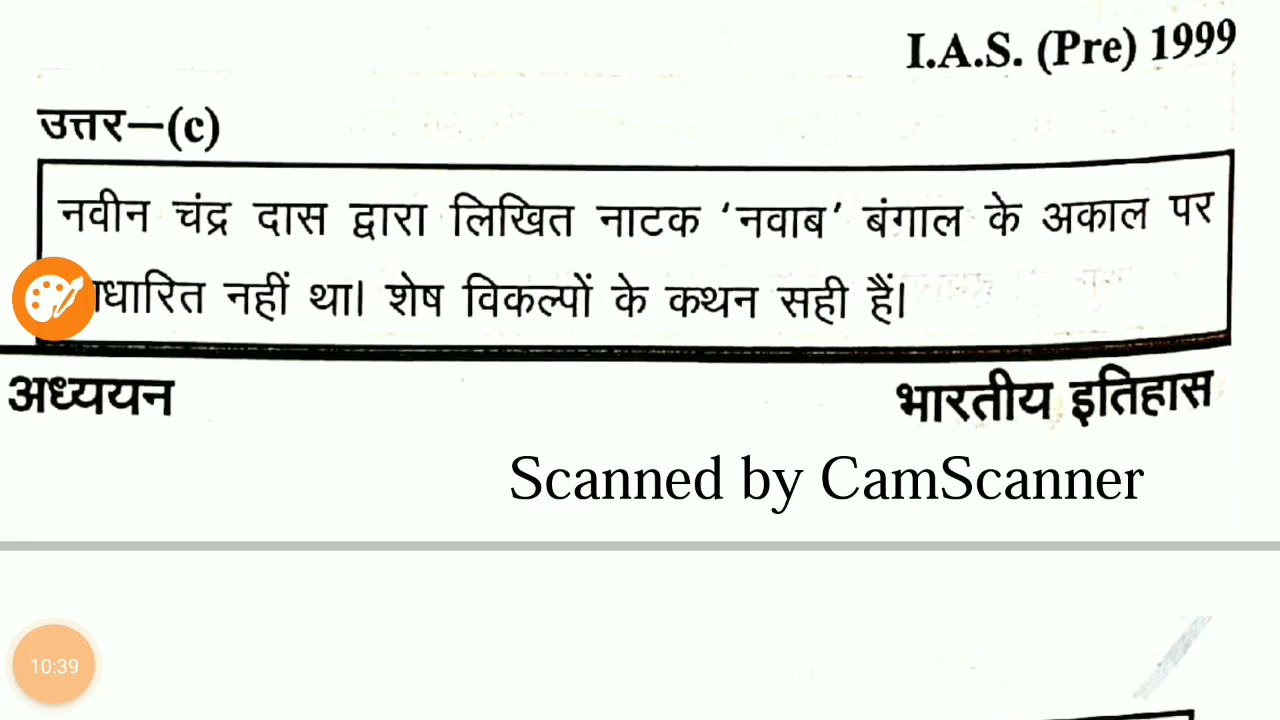 I.A.S. (Pre) 1999
उत्तर—(c)
नवीन चंद्र दास द्वारा लिखित नाटक ‘नवाब’ बंगाल के अकाल पर
धारित नहीं था। शेष विकल्पों के कथन सही हैं।
अध्ययन भारतीय इतिहास
Scanned by CamScanner
10:39